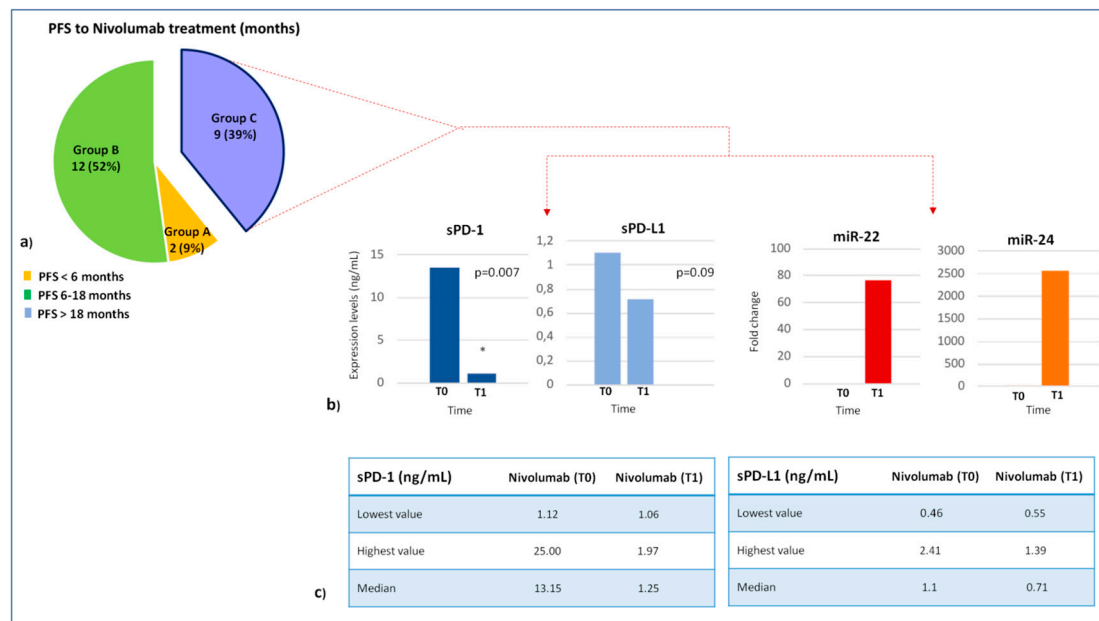 PFS to Nivolumab treatment (months)
Group C
9 (39%)
Group B
12 (52%)
Group A
2 (9%)
a)
PFS < 6 months
PFS 6-18 months
PFS > 18 months
sPD-1
Expression levels (ng/mL)
15
10
5
0
p=0.007
*
T0
T1
Time
sPD-L1
1,2
1
0,8
0,6
0,4
0,2
0
p=0.09
T0
T1
Time
miR-22
Fold change
100
80
60
40
20
0
T0
T1
Time
miR-24
3000
2500
2000
1500
1000
500
0
T0
T1
Time
b)
sPD-1 (ng/mL) Nivolumab (T0) Nivolumab (T1)
Lowest value 1.12 1.06
Highest value 25.00 1.97
Median 13.15 1.25
sPD-L1 (ng/mL) Nivolumab (T0) Nivolumab (T1)
Lowest value 0.46 0.55
Highest value 2.41 1.39
Median 1.1 0.71
c)